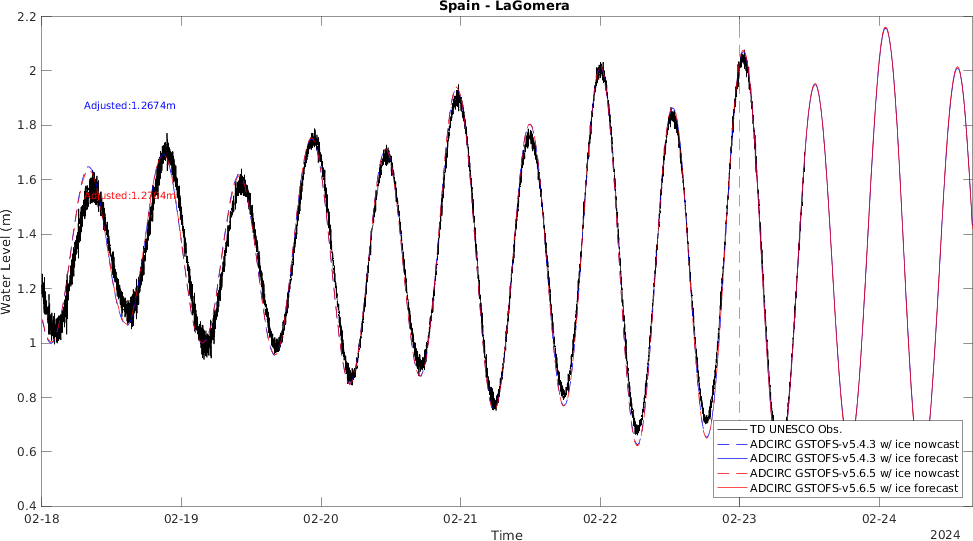 Spain - LaGomera
2.2
2
1.8
1.6
1.4
1.2
1
0.8
0.6
0.4
Water Level (m)
Adjusted:1.2674m
TD UNESCO Obs.
ADCIRC GSTOFS-v5.4.3 w/ ice nowcast
ADCIRC GSTOFS-v5.4.3 w/ ice forecast
ADCIRC GSTOFS-v5.6.5 w/ ice nowcast
ADCIRC GSTOFS-v5.6.5 w/ ice forecast
02-18
02-19
02-20
02-21
02-22
02-23
02-24
Time
2024